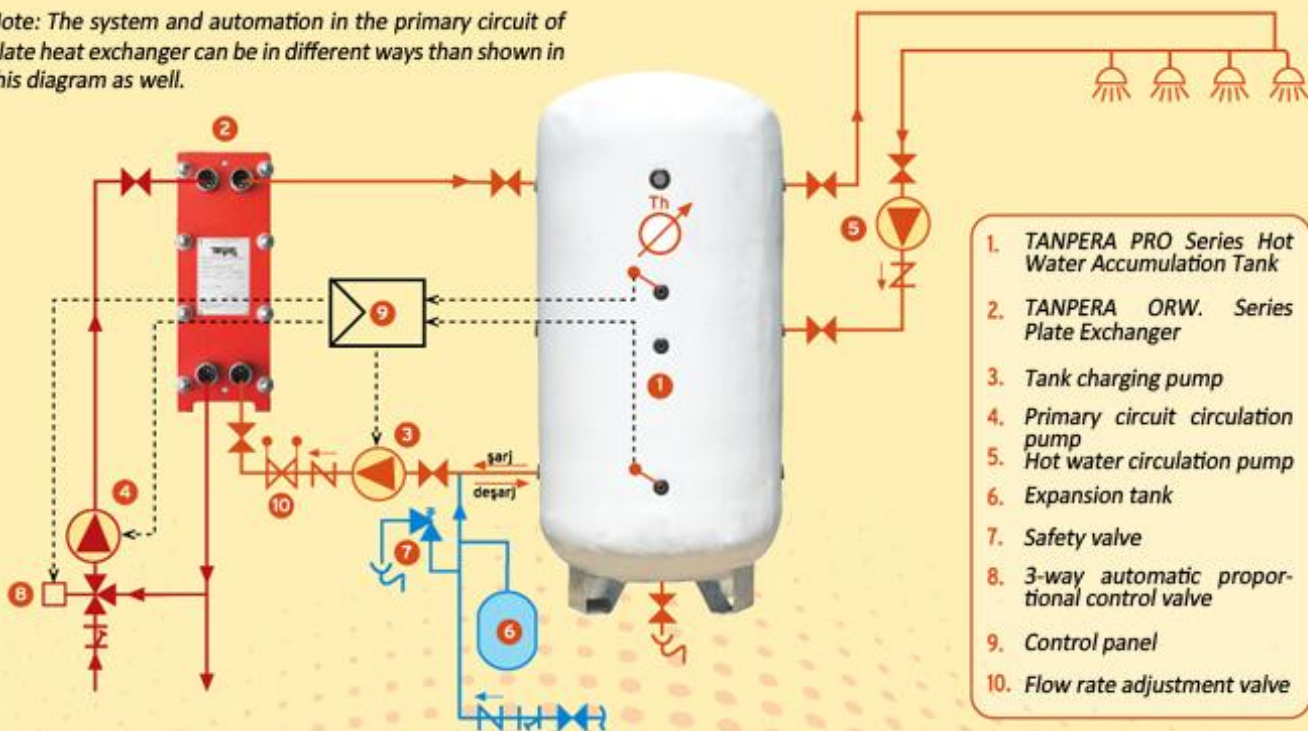 Note: The system and automation in the primary circuit of
plate heat exchanger can be in different ways than shown in
this diagram as well.
2
Th
5
9
1
3
şarj
deşarj
10
4
7
8
6
1. TANPERA PRO Series Hot
Water Accumulation Tank
2. TANPERA ORW. Series
Plate Exchanger
3. Tank charging pump
4. Primary circuit circulation
pump
5. Hot water circulation pump
6. Expansion tank
7. Safety valve
8. 3-way automatic propor-
tional control valve
9. Control panel
10. Flow rate adjustment valve